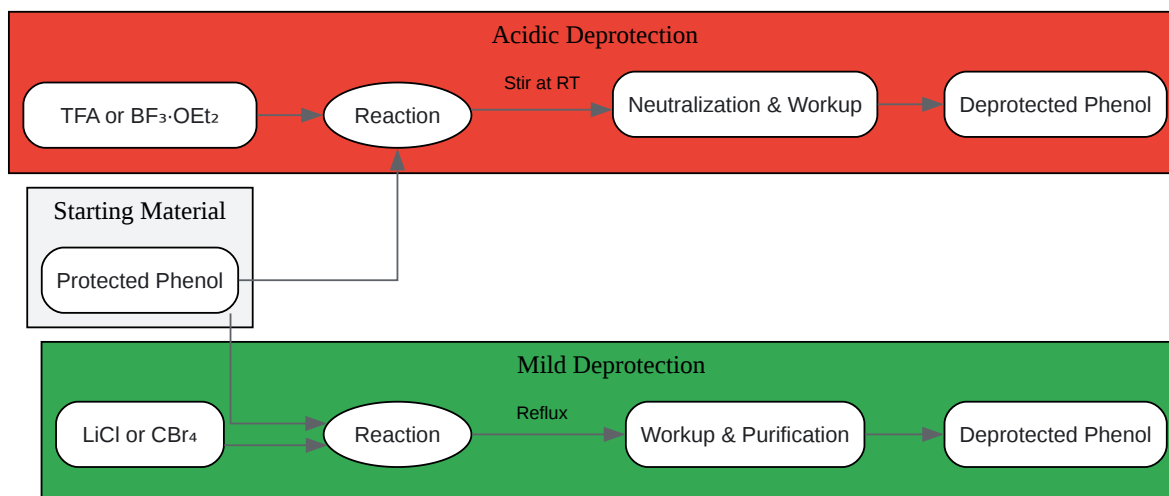 Acidic Deprotection
TFA or BF₃·OEt₂
Reaction
Stir at RT
Neutralization & Workup
Deprotected Phenol
Starting Material
Protected Phenol
Mild Deprotection
LiCl or CBr₄
Reaction
Reflux
Workup & Purification
Deprotected Phenol